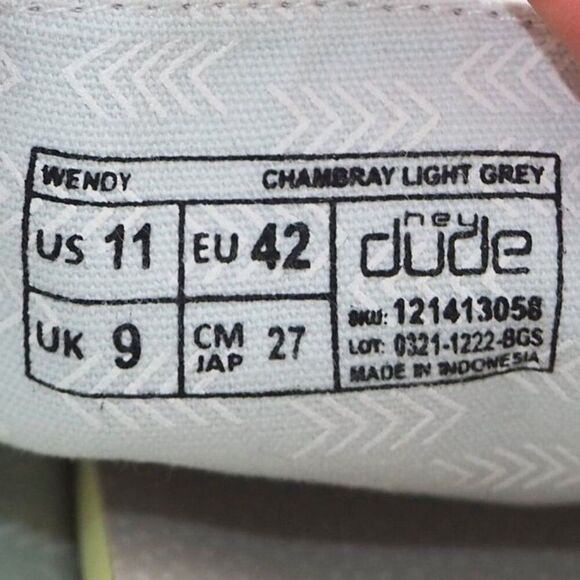 WENDY CHAMBRAY LIGHT GREY
US 11 EU 42
hey
dude
UK 9 CM JAP 27
SKU: 121413058
LOT: 0321-1222-BGS
MADE IN INDONESIA